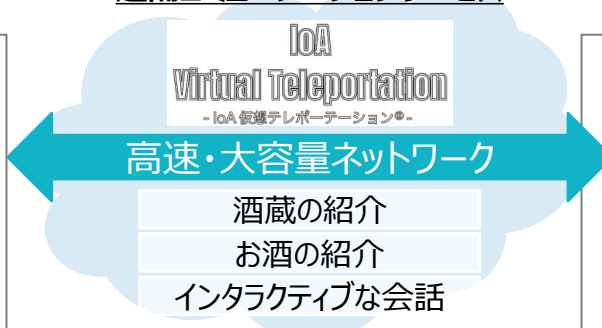 IoA
Virtual Teleportation
- IoA 仮想テレポーテーション® -
高速・大容量ネットワーク
酒蔵の紹介
お酒の紹介
インタラクティブな会話